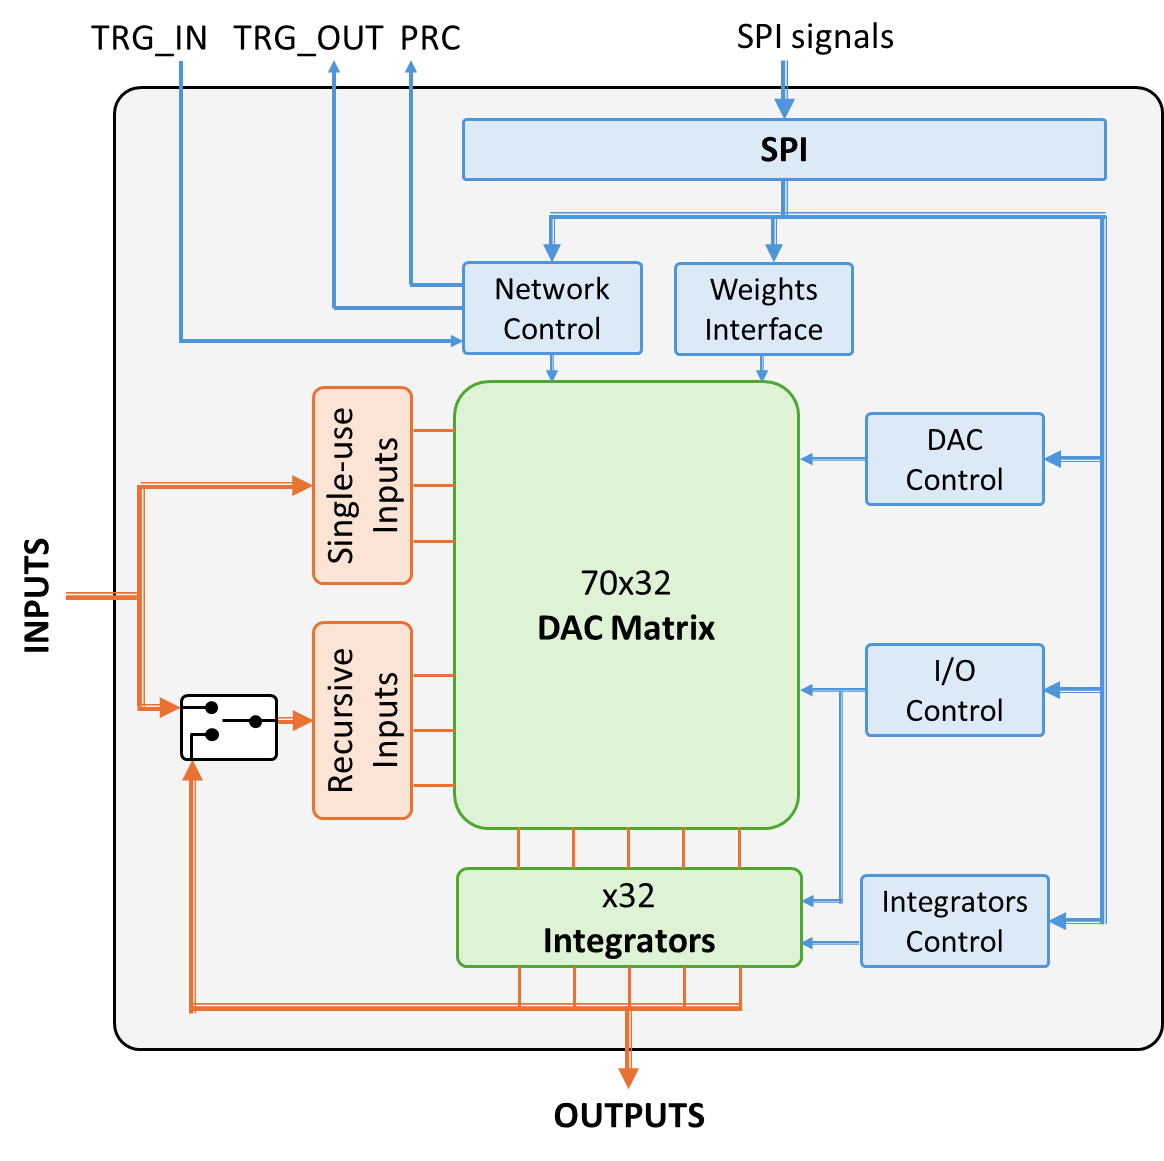 TRG_IN TRG_OUT PRC SPI signals
SPI
Network
Control
Weights
Interface
Single-use
Inputs
DAC
Control
INPUTS
70x32
DAC Matrix
Recursive
Inputs
I/O
Control
x32
Integrators
Integrators
Control
OUTPUTS